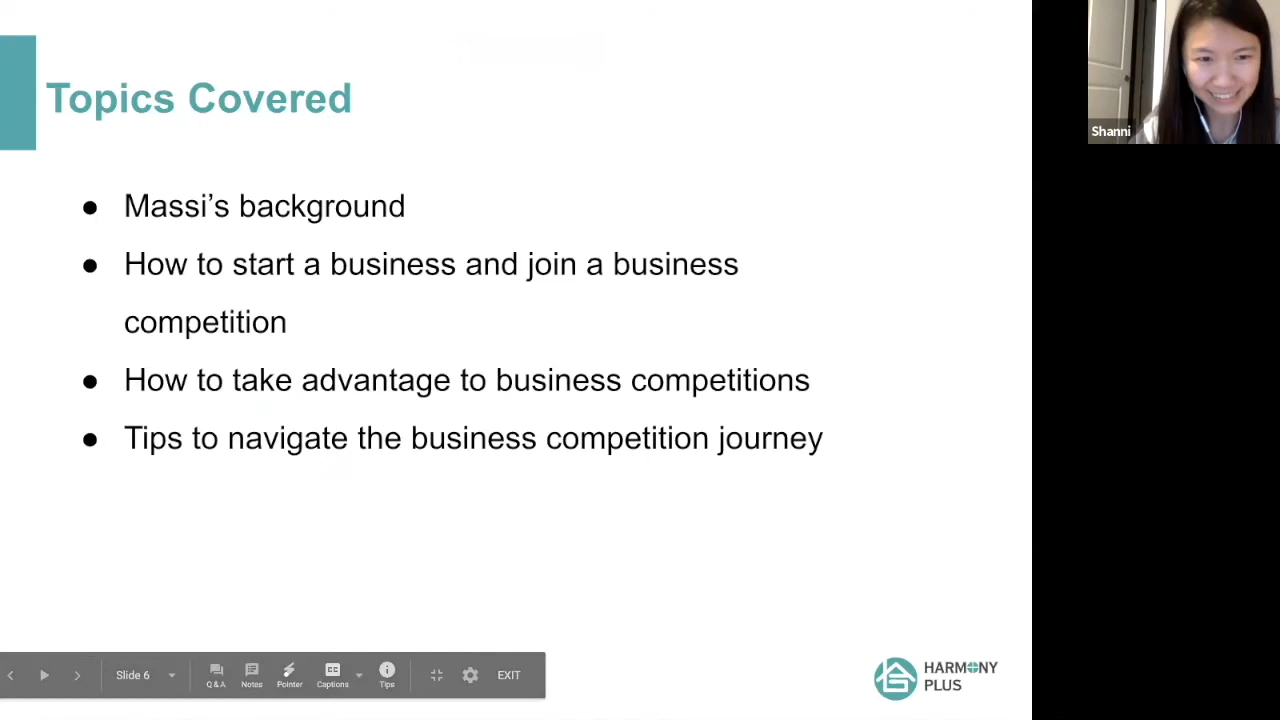 Topics Covered
Shanni
● Massi’s background
● How to start a business and join a business
competition
● How to take advantage to business competitions
● Tips to navigate the business competition journey
Slide 6
Q & A
Notes
Pointer
CC
Captions
Tips
EXIT
HARMONY
PLUS